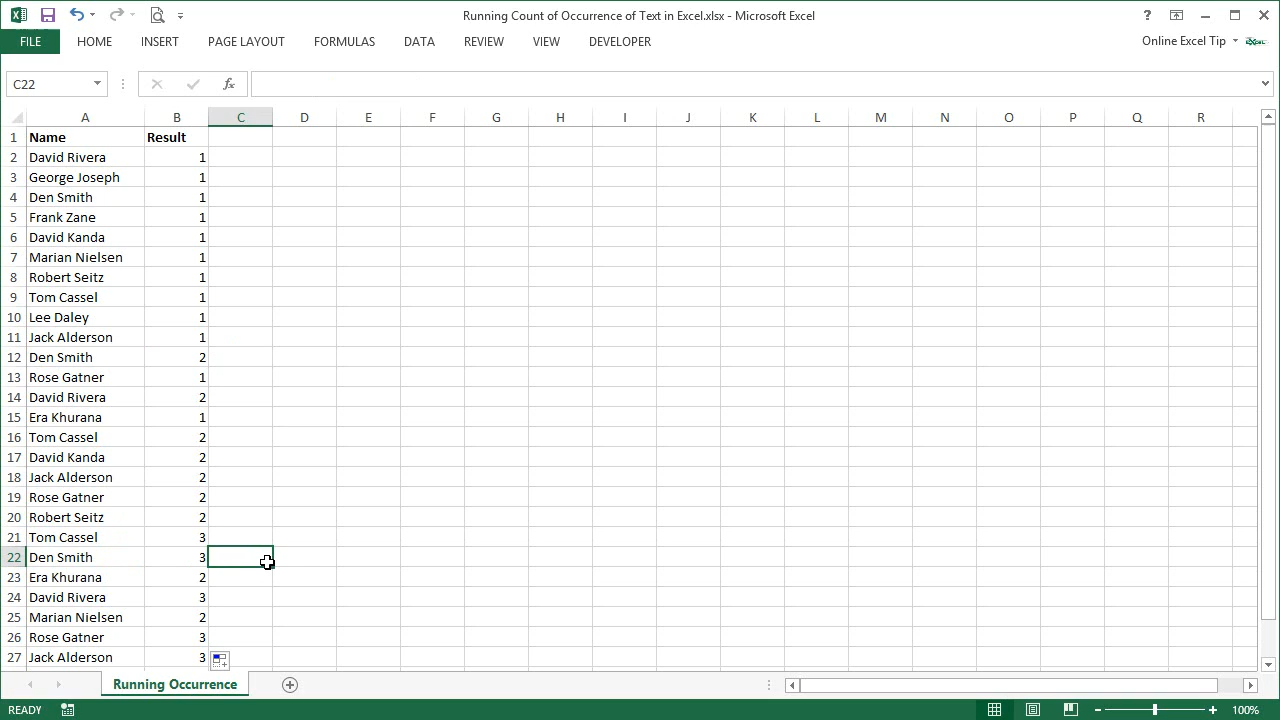 Running Count of Occurrence of Text in Excel.xlsx - Microsoft Excel
FILE HOME INSERT PAGE LAYOUT FORMULAS DATA REVIEW VIEW DEVELOPER Online Excel Tip
C22 fx
A B C D E F G H I J K L M N O P Q R
1 Name Result
2 David Rivera 1
3 George Joseph 1
4 Den Smith 1
5 Frank Zane 1
6 David Kanda 1
7 Marian Nielsen 1
8 Robert Seitz 1
9 Tom Cassel 1
10 Lee Daley 1
11 Jack Alderson 1
12 Den Smith 2
13 Rose Gatner 1
14 David Rivera 2
15 Era Khurana 1
16 Tom Cassel 2
17 David Kanda 2
18 Jack Alderson 2
19 Rose Gatner 2
20 Robert Seitz 2
21 Tom Cassel 3
22 Den Smith 3
23 Era Khurana 2
24 David Rivera 3
25 Marian Nielsen 2
26 Rose Gatner 3
27 Jack Alderson 3
Running Occurrence
READY 100%